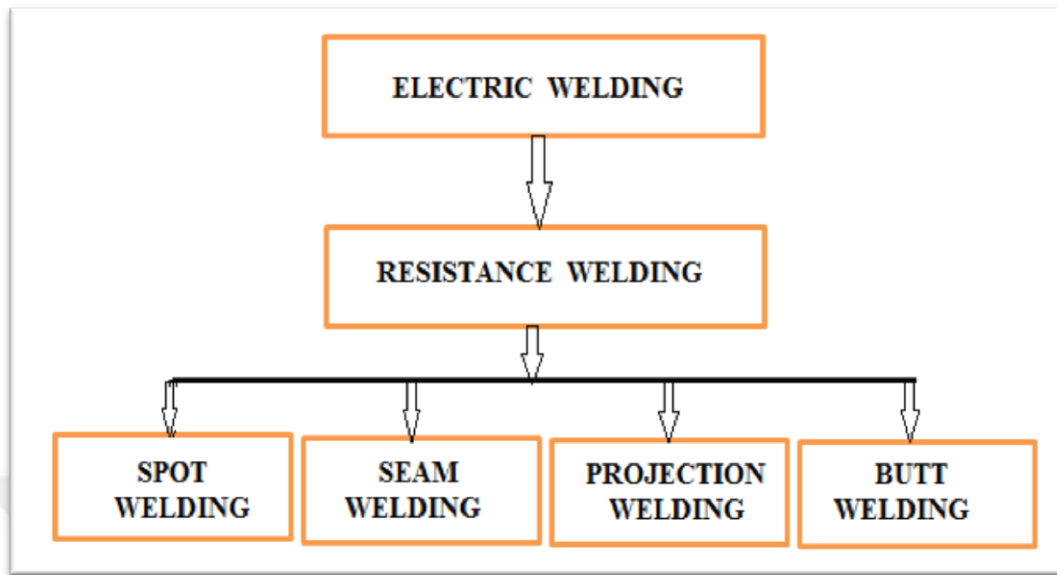 ELECTRIC WELDING
RESISTANCE WELDING
SPOT
WELDING
SEAM
WELDING
PROJECTION
WELDING
BUTT
WELDING